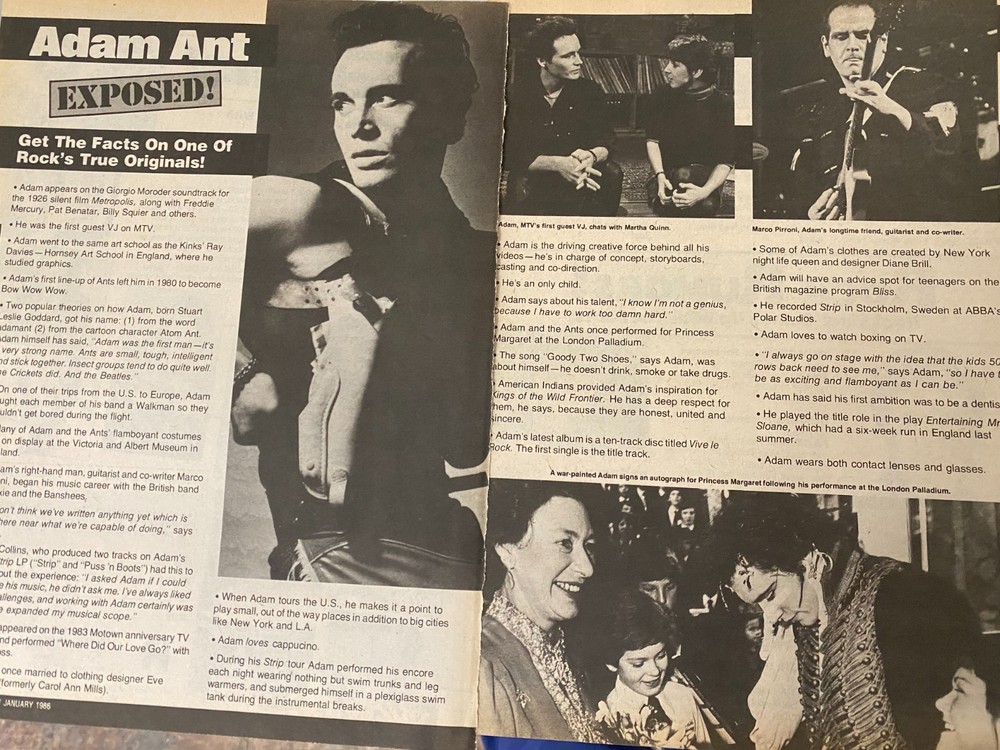 Adam Ant
EXPOSED!
Get The Facts On One Of
Rock's True Originals!
• Adam appears on the Giorgio Moroder soundtrack for
the 1926 silent film Metropolis, along with Freddie
Mercury, Pat Benatar, Billy Squier and others.
• He was the first guest VJ on MTV.
• Adam went to the same art school as the Kinks' Ray
Davies—Hornsey Art School in England, where he
studied graphics.
• Adam's first line-up of Ants left him in 1980 to become
Bow Wow Wow.
• Two popular theories on how Adam, born Stuart
Leslie Goddard, got his name: (1) from the word
adamant (2) from the cartoon character Atom Ant.
Adam himself has said, "Adam was the first man—it's
very strong name. Ants are small, tough, intelligent
nd stick together. Insect groups tend to do quite well.
e Crickets did. And the Beatles."
On one of their trips from the U.S. to Europe, Adam
ught each member of his band a Walkman so they
uldn't get bored during the flight.
any of Adam and the Ants' flamboyant costumes
on display at the Victoria and Albert Museum in
land.
am's right-hand man, guitarist and co-writer Marco
ni, began his music career with the British band
xie and the Banshees,
on't think we've written anything yet which is
here near what we're capable of doing," says
Collins, who produced two tracks on Adam's
trip LP ("Strip" and "Puss 'n Boots") had this to
out the experience: "I asked Adam if I could
e his music, he didn't ask me. I've always liked
allenges, and working with Adam certainly was
e expanded my musical scope."
appeared on the 1983 Motown anniversary TV
nd performed "Where Did Our Love Go?" with
oss.
once married to clothing designer Eve
(formerly Carol Ann Mills).
JANUARY 1986
• When Adam tours the U.S., he makes it a point to
play small, out of the way places in addition to big cities
like New York and L.A.
• Adam loves cappucino.
• During his Strip tour Adam performed his encore
each night wearing nothing but swim trunks and leg
warmers, and submerged himself in a plexiglass swim
tank during the instrumental breaks.
Adam, MTV's first guest VJ, chats with Martha Quinn.
• Adam is the driving creative force behind all his
videos—he's in charge of concept, storyboards,
casting and co-direction.
• He's an only child.
• Adam says about his talent, "I know I'm not a genius,
because I have to work too damn hard."
• Adam and the Ants once performed for Princess
Margaret at the London Palladium.
• The song "Goody Two Shoes," says Adam, was
about himself—he doesn't drink, smoke or take drugs.
• American Indians provided Adam's inspiration for
Kings of the Wild Frontier. He has a deep respect for
them, he says, because they are honest, united and
sincere.
• Adam's latest album is a ten-track disc titled Vive le
Rock. The first single is the title track.
Marco Pirroni, Adam's longtime friend, guitarist and co-writer.
• Some of Adam's clothes are created by New York
night life queen and designer Diane Brill.
• Adam will have an advice spot for teenagers on the
British magazine program Bliss.
• He recorded Strip in Stockholm, Sweden at ABBA's
Polar Studios.
• Adam loves to watch boxing on TV.
• "I always go on stage with the idea that the kids 50
rows back need to see me," says Adam, "so I have t
be as exciting and flamboyant as I can be."
• Adam has said his first ambition was to be a dentis
• He played the title role in the play Entertaining Mr
Sloane, which had a six-week run in England last
summer.
• Adam wears both contact lenses and glasses.
A war-painted Adam signs an autograph for Princess Margaret following his performance at the London Palladium.